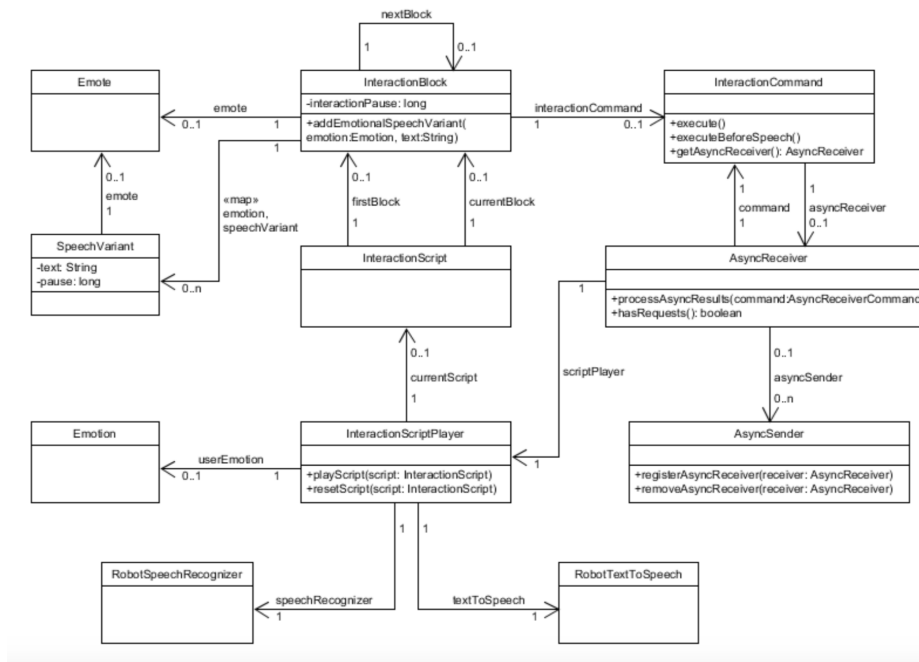 nextBlock
1
0..1
Emote
InteractionBlock
-interactionPause: long
+addEmotionalSpeechVariant(
emotion:Emotion, text:String)
InteractionCommand
+execute()
+executeBeforeSpeech()
+getAsyncReceiver(): AsyncReceiver
emote
0..1
1
interactionCommand
1
0..1
1
0..1
emote
1
«map»
emotion,
speechVariant
0..n
0..1
firstBlock
1
0..1
currentBlock
1
1
command
1
1
asyncReceiver
0..1
SpeechVariant
-text: String
-pause: long
InteractionScript
AsyncReceiver
+processAsyncResults(command:AsyncReceiverCommand
+hasRequests(): boolean
1
scriptPlayer
1
0..1
currentScript
1
0..1
asyncSender
0..n
Emotion
InteractionScriptPlayer
+playScript(script: InteractionScript)
+resetScript(script: InteractionScript)
AsyncSender
+registerAsyncReceiver(receiver: AsyncReceiver)
+removeAsyncReceiver(receiver: AsyncReceiver)
userEmotion
0..1
1
1
1
RobotSpeechRecognizer
RobotTextToSpeech
speechRecognizer
1
textToSpeech
1